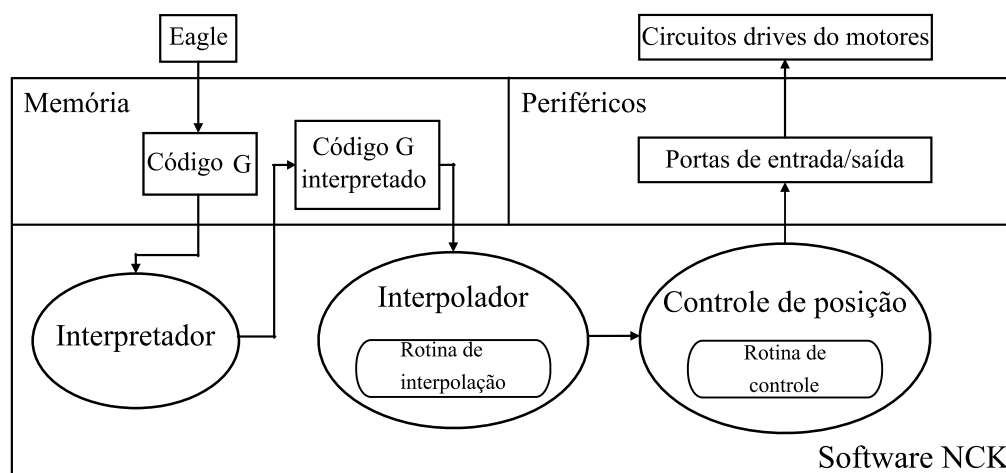 Eagle
Circuitos drives do motores
Memória
Periféricos
Código G
Código G
interpretado
Portas de entrada/saída
Interpretador
Interpolador
Rotina de
interpolação
Controle de posição
Rotina de
controle
Software NCK